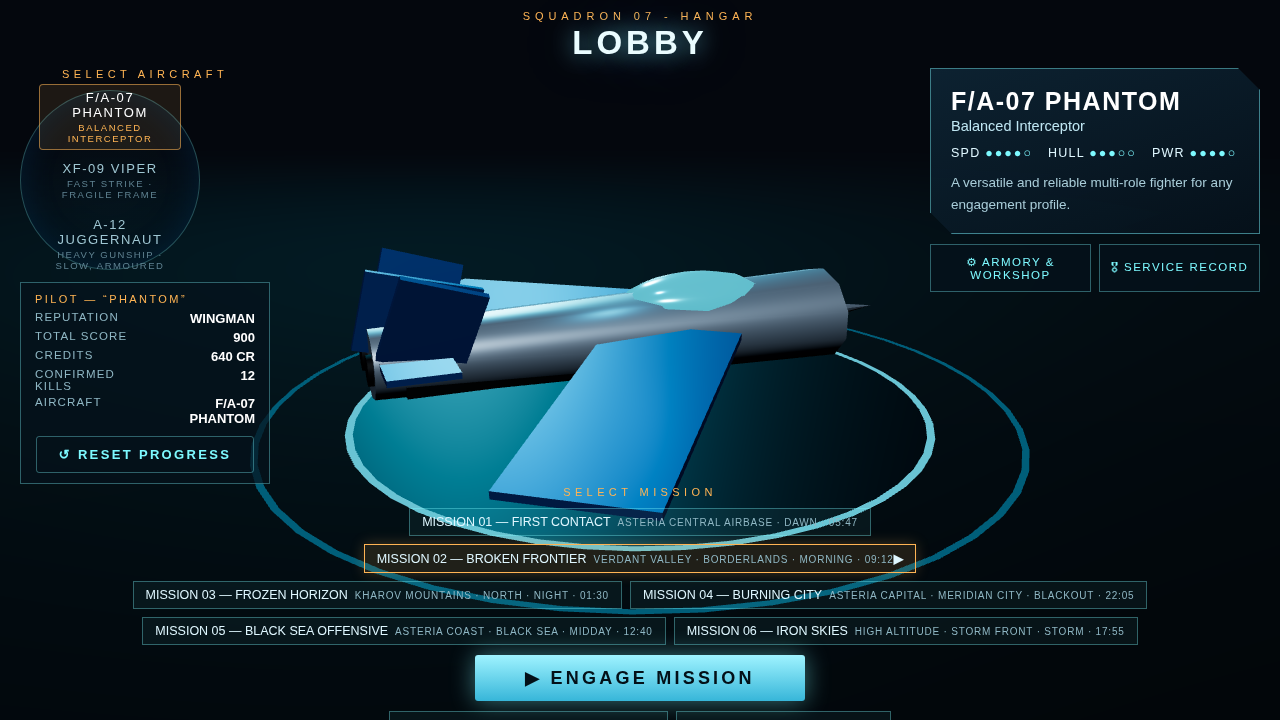 SQUADRON 07 - HANGAR
LOBBY
SELECT AIRCRAFT
F/A-07
PHANTOM
BALANCED
INTERCEPTOR
XF-09 VIPER
FAST STRIKE ·
FRAGILE FRAME
A-12
JUGGERNAUT
HEAVY GUNSHIP ·
SLOW, ARMOURED
PILOT — “PHANTOM”
REPUTATION WINGMAN
TOTAL SCORE 900
CREDITS 640 CR
CONFIRMED KILLS 12
AIRCRAFT F/A-07 PHANTOM
↺ RESET PROGRESS
F/A-07 PHANTOM
Balanced Interceptor
SPD ●●●●○ HULL ●●●○○ PWR ●●●●○
A versatile and reliable multi-role fighter for any
engagement profile.
⚙ ARMORY &
WORKSHOP
🎖 SERVICE RECORD
SELECT MISSION
MISSION 01 — FIRST CONTACT ASTERIA CENTRAL AIRBASE · DAWN · 05:47
MISSION 02 — BROKEN FRONTIER VERDANT VALLEY · BORDERLANDS · MORNING · 09:12▶
MISSION 03 — FROZEN HORIZON KHAROV MOUNTAINS · NORTH · NIGHT · 01:30
MISSION 04 — BURNING CITY ASTERIA CAPITAL · MERIDIAN CITY · BLACKOUT · 22:05
MISSION 05 — BLACK SEA OFFENSIVE ASTERIA COAST · BLACK SEA · MIDDAY · 12:40
MISSION 06 — IRON SKIES HIGH ALTITUDE · STORM FRONT · STORM · 17:55
▶ ENGAGE MISSION